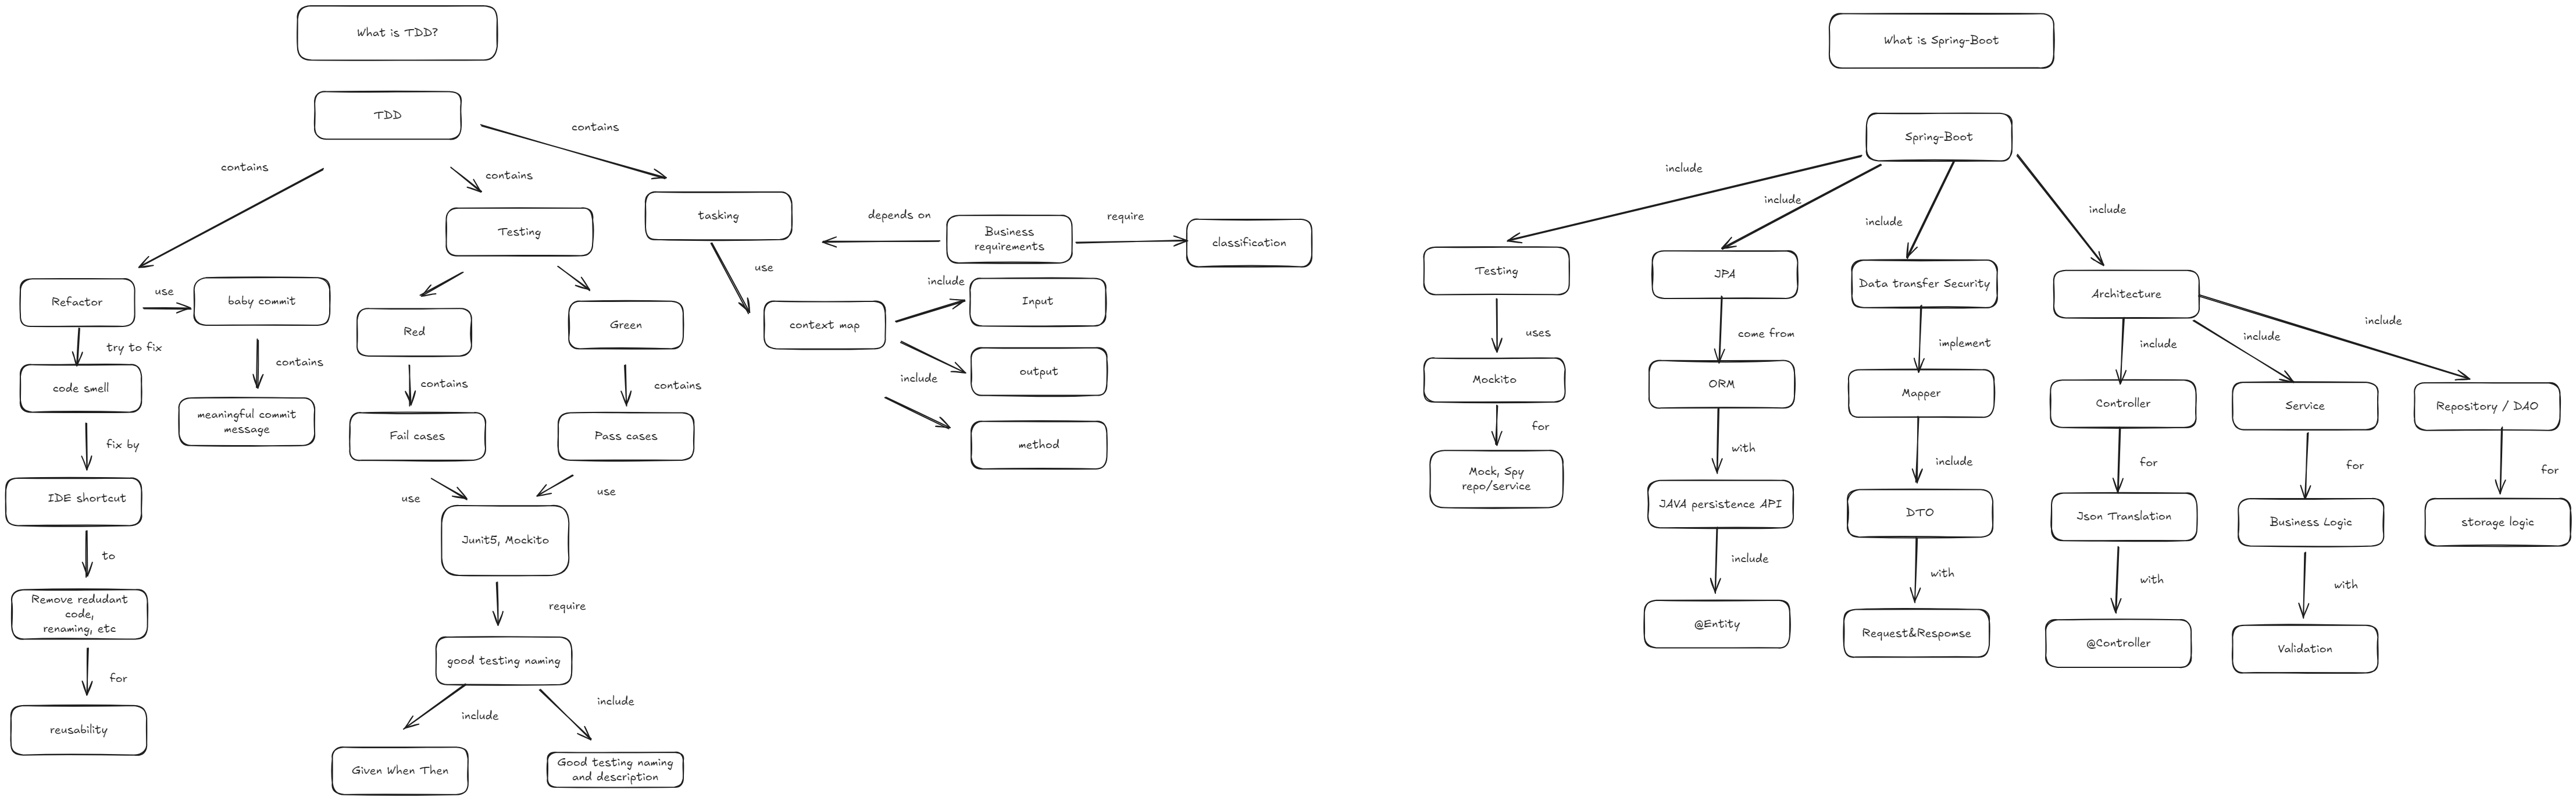 What is TDD?
TDD
contains
contains
contains
Refactor
use
baby commit
try to fix
contains
code smell
meaningful commit
message
fix by
IDE shortcut
to
Remove redudant
code,
renaming, etc
for
reusability
Testing
Red
Green
contains
contains
Fail cases
Pass cases
use
use
Junit5, Mockito
require
good testing naming
include
include
Given When Then
Good testing naming
and description
tasking
depends on
Business
requirements
require
classification
use
context map
include
Input
output
include
method
What is Spring-Boot
Spring-Boot
include
include
include
include
Testing
uses
Mockito
for
Mock, Spy
repo/service
JPA
come from
ORM
with
JAVA persistence API
include
@Entity
Data transfer Security
implement
Mapper
include
DTO
with
Request&Respomse
Architecture
include
include
include
Controller
for
Json Translation
with
@Controller
Service
for
Business Logic
with
Validation
Repository / DAO
for
storage logic